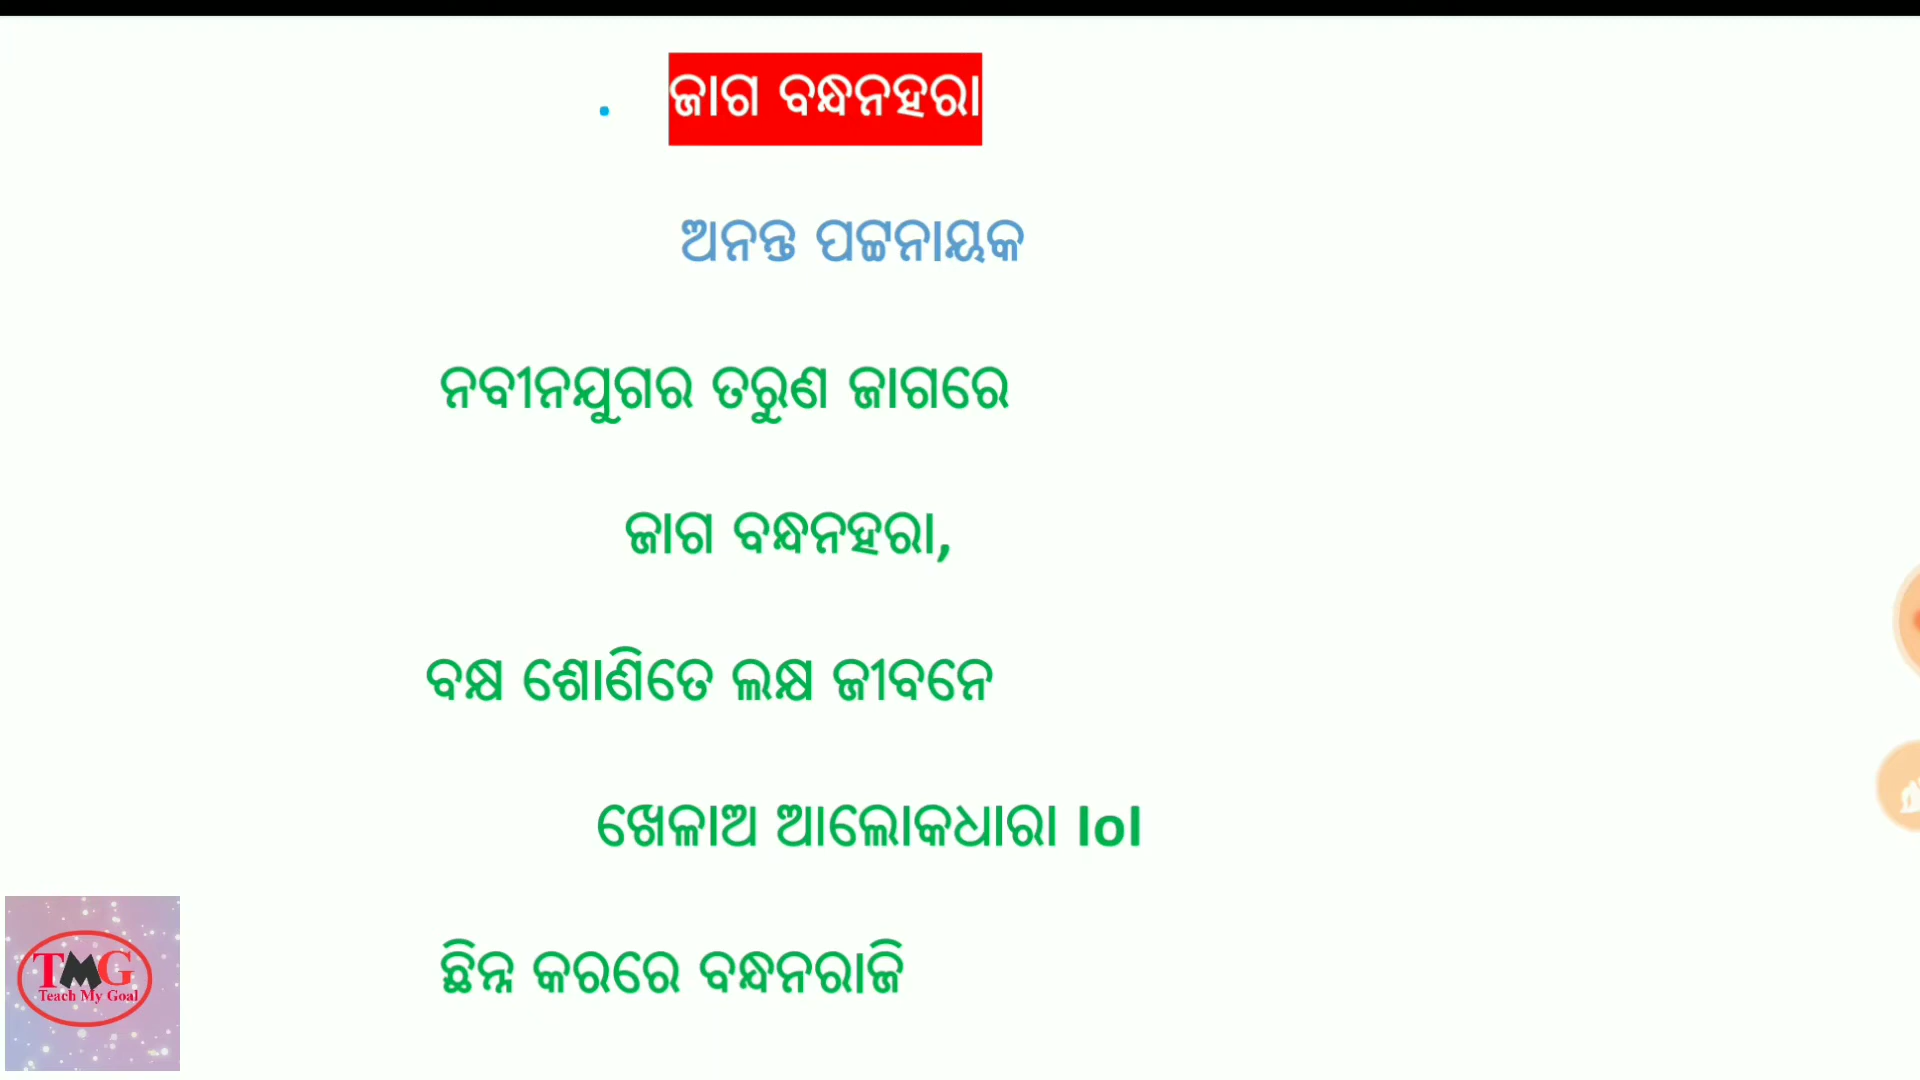 . ଜାଗ ବନ୍ଧନହରା
ଅନନ୍ତ ପଟ୍ଟନାୟକ
ନବୀନଯୁଗର ତରୁଣ ଜାଗରେ
ଜାଗ ବନ୍ଧନହରା,
ବକ୍ଷ ଶୋଣିତେ ଲକ୍ଷ ଜୀବନେ
ଖେଳାଅ ଆଲୋକଧାରା ।୦।
ଛିନ୍ନ କରରେ ବନ୍ଧନରାଜି
TMG
Teach My Goal